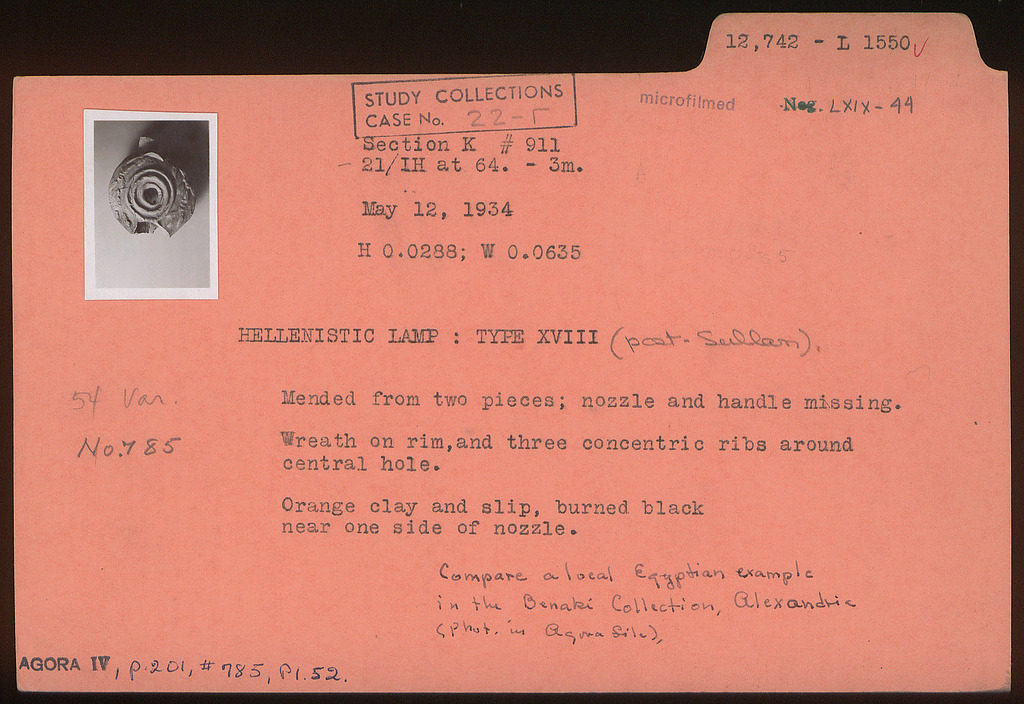 12,742 - L 1550✓
STUDY COLLECTIONS
CASE No. 22-Γ
microfilmed
Neg. LXIX-44
Section K # 911
- 21/ΙΗ at 64. - 3m.
May 12, 1934
H 0.0288; W 0.0635
HELLENISTIC LAMP : TYPE XVIII (post-Sullan).
54 Var.
Mended from two pieces; nozzle and handle missing.
No. 785
Wreath on rim,and three concentric ribs around
central hole.
Orange clay and slip, burned black
near one side of nozzle.
Compare a local Egyptian example
in the Benaki Collection, Alexandria
(Phot. in Agora file),
AGORA IV, p.201, # 785, Pl. 52.